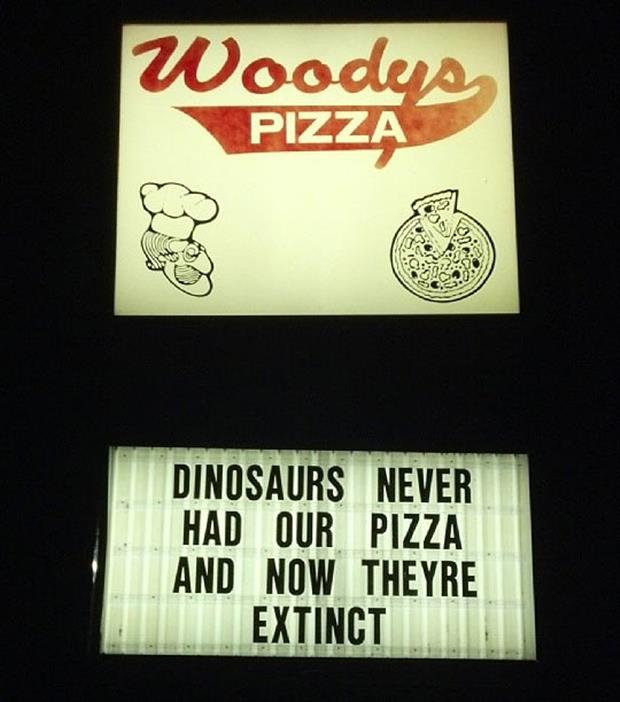 Woodys
PIZZA
DINOSAURS NEVER
HAD OUR PIZZA
AND NOW THEYRE
EXTINCT